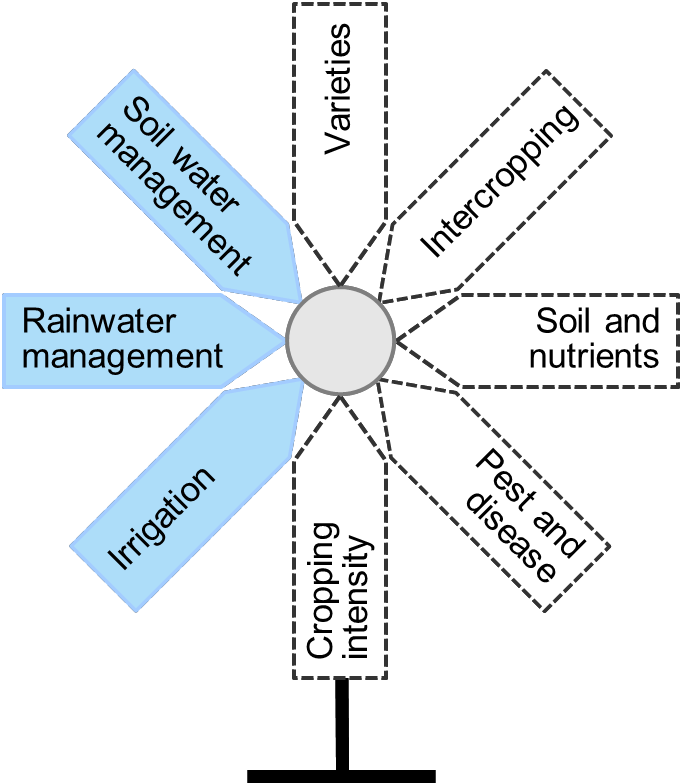 Varieties
Intercropping
Soil and
nutrients
Pest and
disease
Cropping
intensity
Irrigation
Rainwater
management
Soil water
management